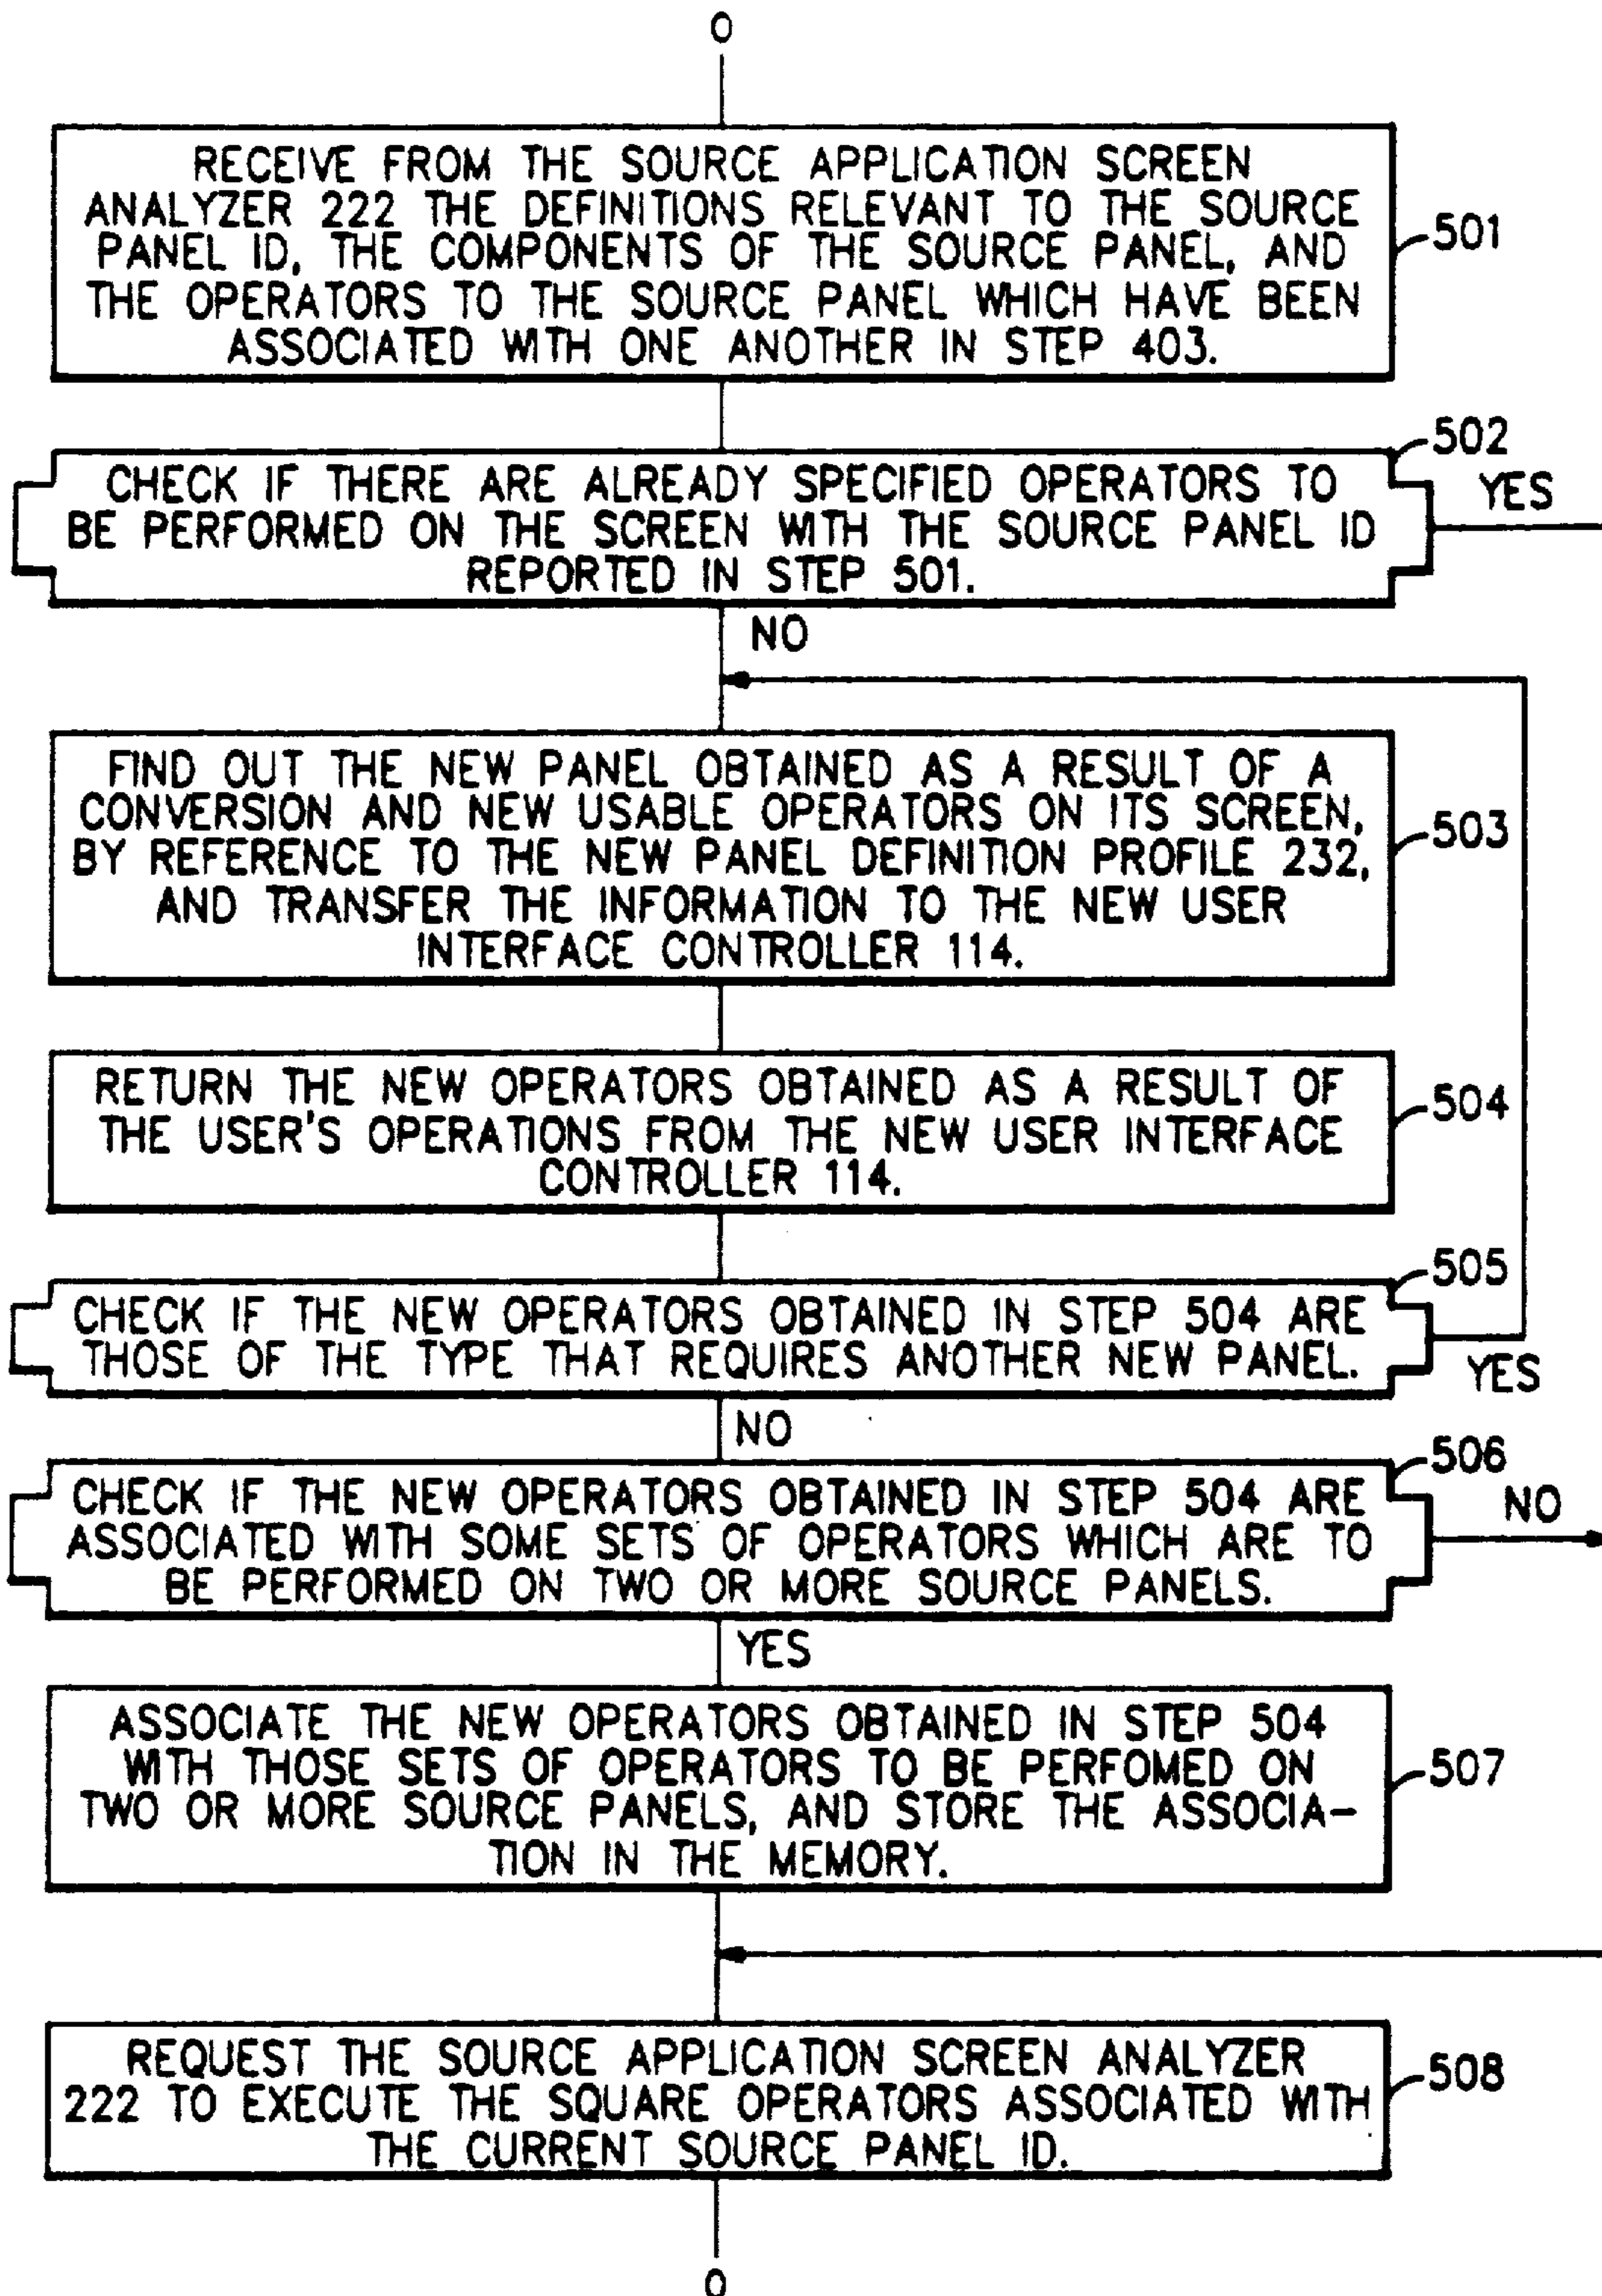 O
RECEIVE FROM THE SOURCE APPLICATION SCREEN
ANALYZER 222 THE DEFINITIONS RELEVANT TO THE SOURCE
PANEL ID, THE COMPONENTS OF THE SOURCE PANEL, AND
THE OPERATORS TO THE SOURCE PANEL WHICH HAVE BEEN
ASSOCIATED WITH ONE ANOTHER IN STEP 403.
501
502
CHECK IF THERE ARE ALREADY SPECIFIED OPERATORS TO
BE PERFORMED ON THE SCREEN WITH THE SOURCE PANEL ID
REPORTED IN STEP 501.
YES
NO
FIND OUT THE NEW PANEL OBTAINED AS A RESULT OF A
CONVERSION AND NEW USABLE OPERATORS ON ITS SCREEN,
BY REFERENCE TO THE NEW PANEL DEFINITION PROFILE 232,
AND TRANSFER THE INFORMATION TO THE NEW USER
INTERFACE CONTROLLER 114.
503
RETURN THE NEW OPERATORS OBTAINED AS A RESULT OF
THE USER'S OPERATIONS FROM THE NEW USER INTERFACE
CONTROLLER 114.
504
505
CHECK IF THE NEW OPERATORS OBTAINED IN STEP 504 ARE
THOSE OF THE TYPE THAT REQUIRES ANOTHER NEW PANEL.
YES
NO
506
CHECK IF THE NEW OPERATORS OBTAINED IN STEP 504 ARE
ASSOCIATED WITH SOME SETS OF OPERATORS WHICH ARE TO
BE PERFORMED ON TWO OR MORE SOURCE PANELS.
NO
YES
ASSOCIATE THE NEW OPERATORS OBTAINED IN STEP 504
WITH THOSE SETS OF OPERATORS TO BE PERFOMED ON
TWO OR MORE SOURCE PANELS, AND STORE THE ASSOCIA-
TION IN THE MEMORY.
507
REQUEST THE SOURCE APPLICATION SCREEN ANALYZER
222 TO EXECUTE THE SQUARE OPERATORS ASSOCIATED WITH
THE CURRENT SOURCE PANEL ID.
508
O